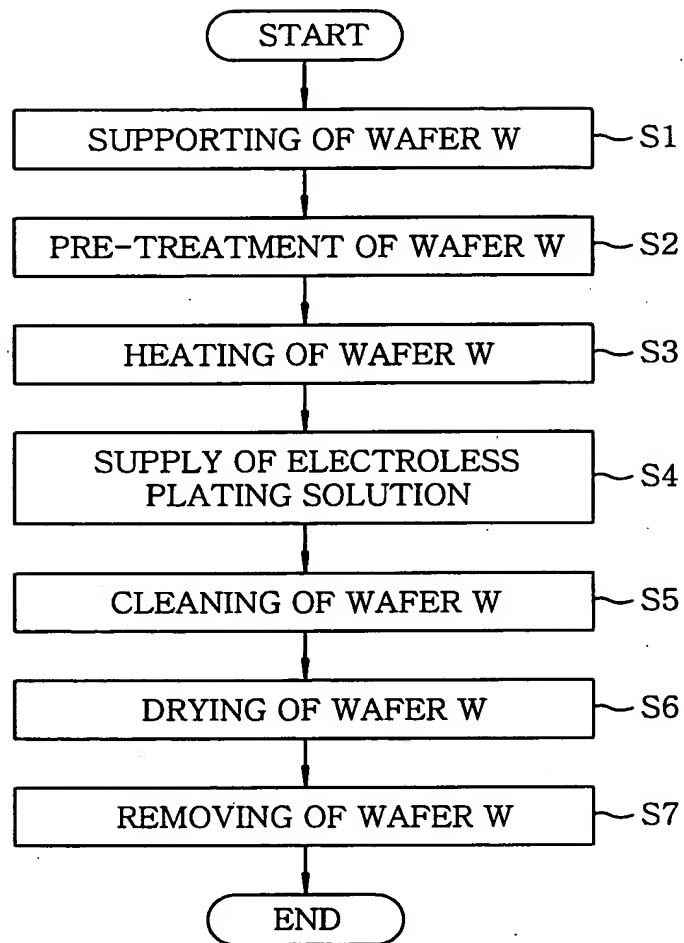 START
SUPPORTING OF WAFER W
S1
PRE-TREATMENT OF WAFER W
S2
HEATING OF WAFER W
S3
SUPPLY OF ELECTROLESS
PLATING SOLUTION
S4
CLEANING OF WAFER W
S5
DRYING OF WAFER W
S6
REMOVING OF WAFER W
S7
END